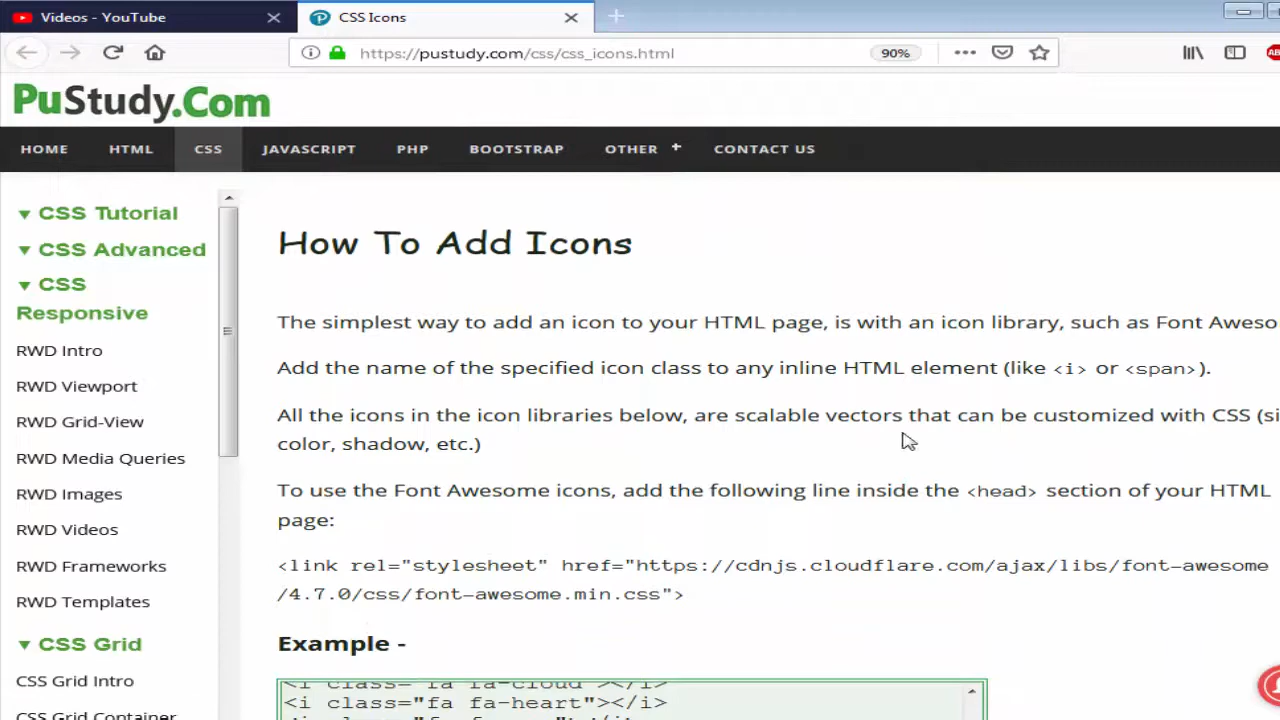 Videos - YouTube
CSS Icons
https://pustudy.com/css/css_icons.html
90%
PuStudy.Com
HOME HTML CSS JAVASCRIPT PHP BOOTSTRAP OTHER + CONTACT US
CSS Tutorial
CSS Advanced
CSS
Responsive
RWD Intro
RWD Viewport
RWD Grid-View
RWD Media Queries
RWD Images
RWD Videos
RWD Frameworks
RWD Templates
CSS Grid
CSS Grid Intro
CSS Grid Container
How To Add Icons
The simplest way to add an icon to your HTML page, is with an icon library, such as Font Aweso
Add the name of the specified icon class to any inline HTML element (like <i> or <span>).
All the icons in the icon libraries below, are scalable vectors that can be customized with CSS (si
color, shadow, etc.)
To use the Font Awesome icons, add the following line inside the <head> section of your HTML
page:
<link rel="stylesheet" href="https://cdnjs.cloudflare.com/ajax/libs/font-awesome
/4.7.0/css/font-awesome.min.css">
Example -
<i class="fa fa-cloud"></i>
<i class="fa fa-heart"></i>